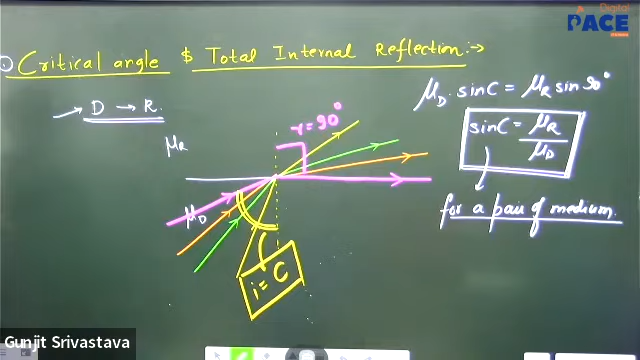 Digital
PACE
Critical angle $ Total Internal Reflection:->
→ D → R.
μR
μD
r = 90°
i = C
μD. sinC = μR sin 90°
sinC = μR / μD
for a pair of medium.
Gunjit Srivastava